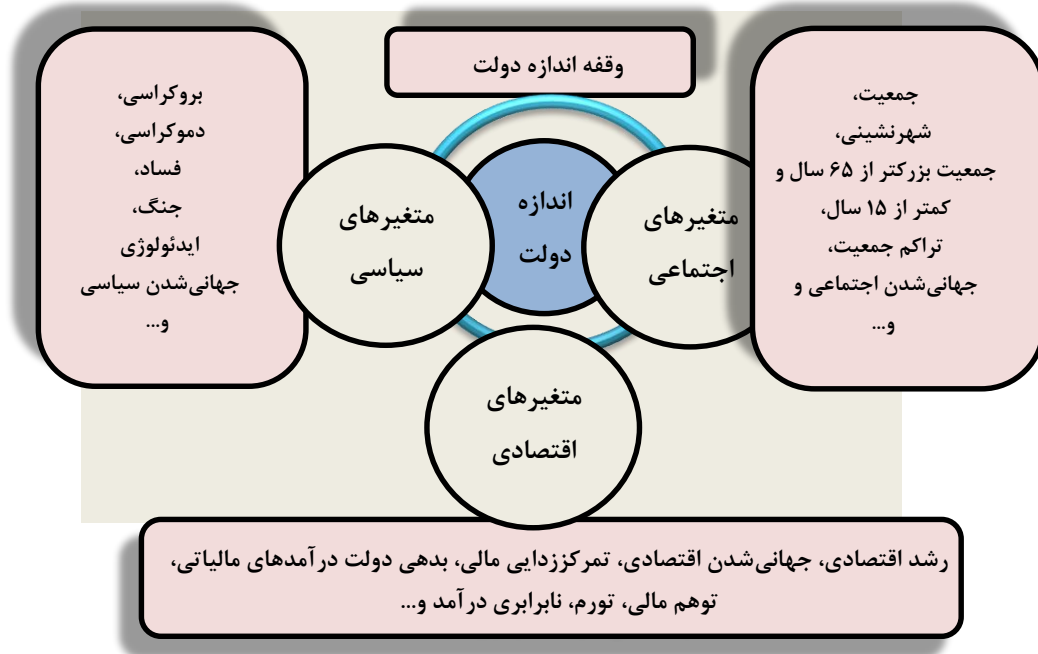 وقفه اندازه دولت
جمعیت،
شهرنشینی،
جمعیت بزرکتر از ۶۵ سال و
کمتر از ۱۵ سال،
تراکم جمعیت،
جهانی‌شدن اجتماعی و
و...
متغیرهای
اجتماعی
اندازه
دولت
متغیرهای
سیاسی
بروکراسی،
دموکراسی،
فساد،
جنگ،
ایدئولوژی
جهانی‌شدن سیاسی
و...
متغیرهای
اقتصادی
رشد اقتصادی، جهانی‌شدن اقتصادی، تمرکززدایی مالی، بدهی دولت درآمدهای مالیاتی،
توهم مالی، تورم، نابرابری درآمد و...